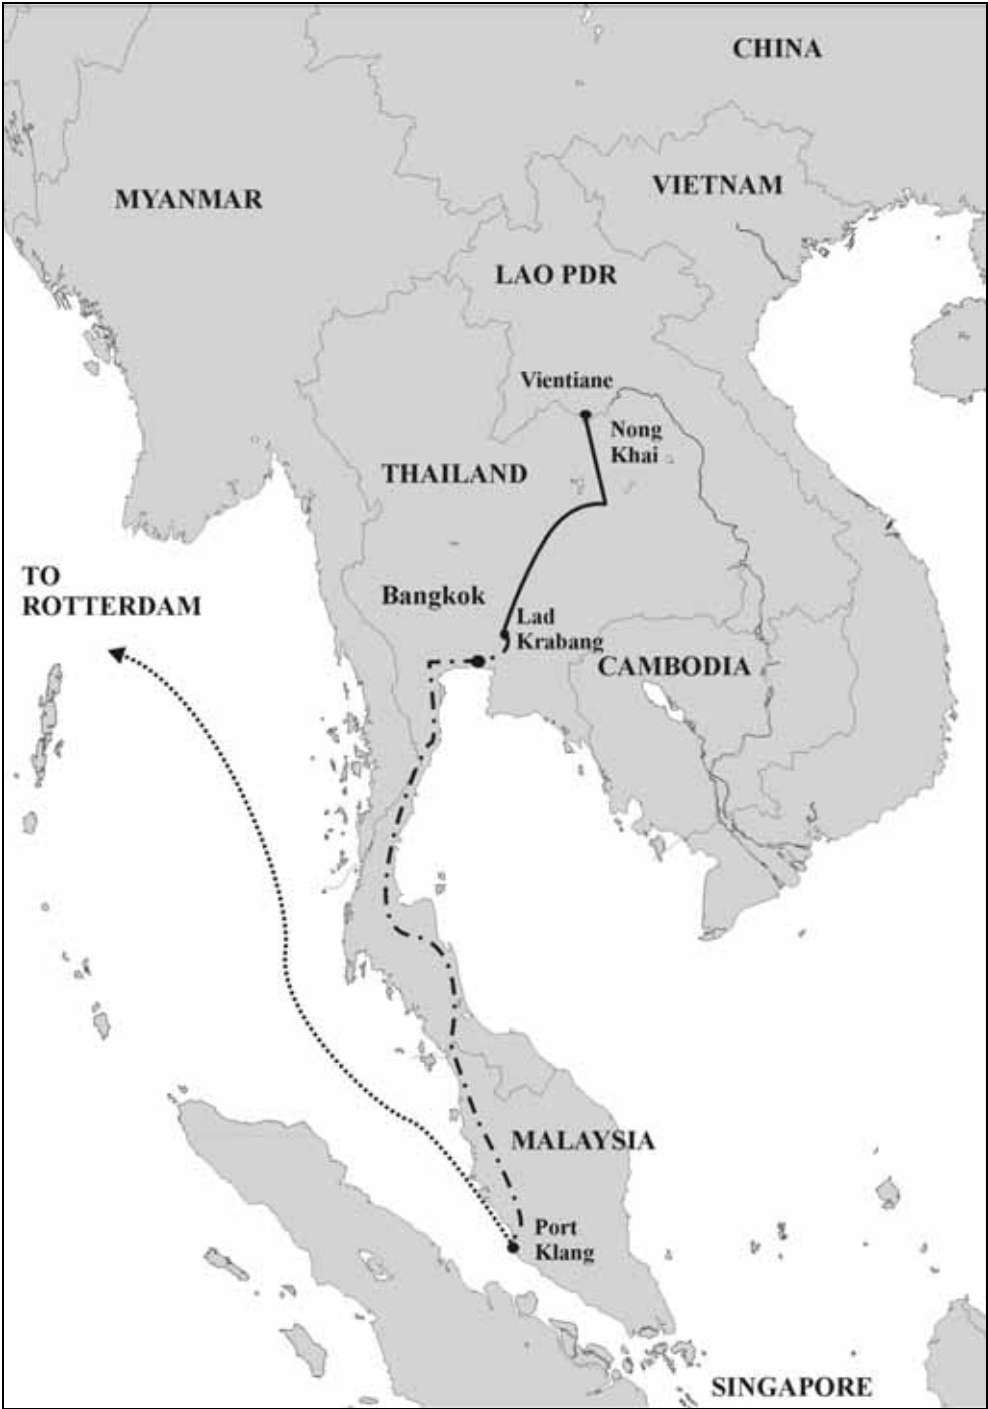 CHINA
VIETNAM
MYANMAR
LAO PDR
Vientiane
Nong
Khai
THAILAND
TO
ROTTERDAM
Bangkok
Lad
Krabang
CAMBODIA
MALAYSIA
Port
Klang
SINGAPORE